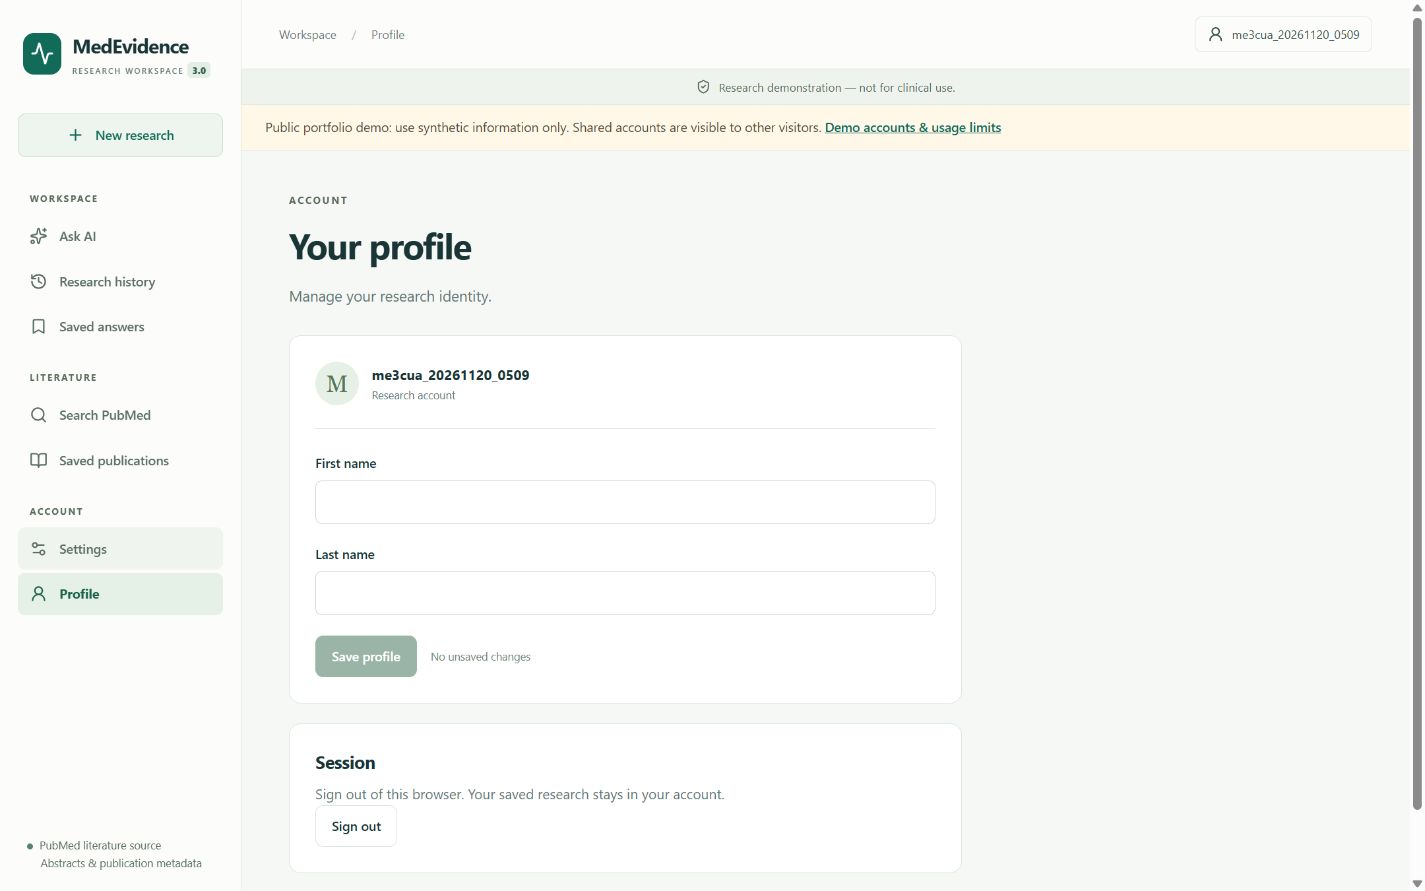 MedEvidence
RESEARCH WORKSPACE 3.0
New research
WORKSPACE
Ask AI
Research history
Saved answers
LITERATURE
Search PubMed
Saved publications
ACCOUNT
Settings
Profile
PubMed literature source
Abstracts & publication metadata
Workspace / Profile
me3cua_20261120_0509
Research demonstration — not for clinical use.
Public portfolio demo: use synthetic information only. Shared accounts are visible to other visitors. Demo accounts & usage limits
ACCOUNT
Your profile
Manage your research identity.
M
me3cua_20261120_0509
Research account
First name
Last name
Save profile
No unsaved changes
Session
Sign out of this browser. Your saved research stays in your account.
Sign out